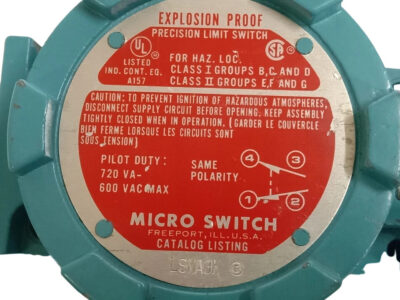 EXPLOSION PROOF
PRECISION LIMIT SWITCH
UL
LISTED
IND. CONT. EQ.
A157
FOR HAZ. LOC.
CLASS I GROUPS B,C, AND D
CLASS II GROUPS E,F AND G
SA
CAUTION: TO PREVENT IGNITION OF HAZARDOUS ATMOSPHERES,
DISCONNECT SUPPLY CIRCUIT BEFORE OPENING. KEEP ASSEMBLY
TIGHTLY CLOSED WHEN IN OPERATION. (GARDER LE COUVERCLE
BIEN FERME LORSQUE LES CIRCUITS SONT
SOUS TENSION)
PILOT DUTY:
720 VA-
600 VAC MAX
SAME
POLARITY
4 3
1 2
MICRO SWITCH
FREEPORT, ILL. U.S.A.
CATALOG LISTING